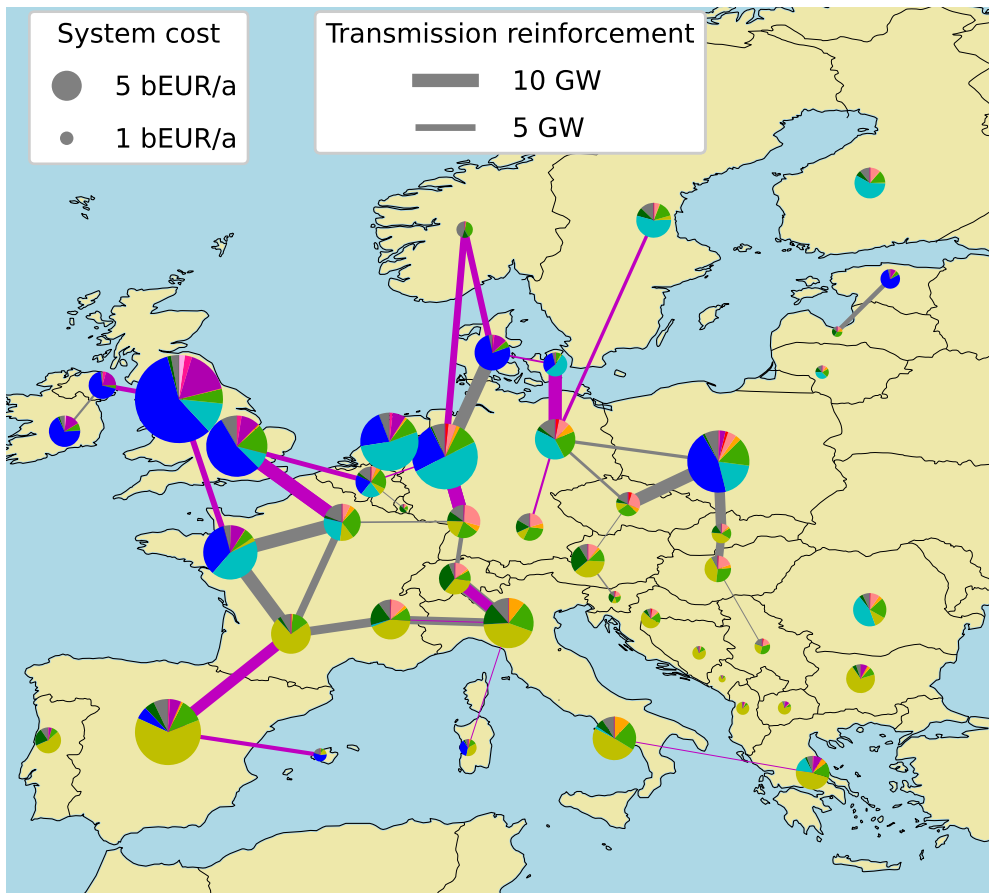 System cost
5 bEUR/a
1 bEUR/a
Transmission reinforcement
10 GW
5 GW